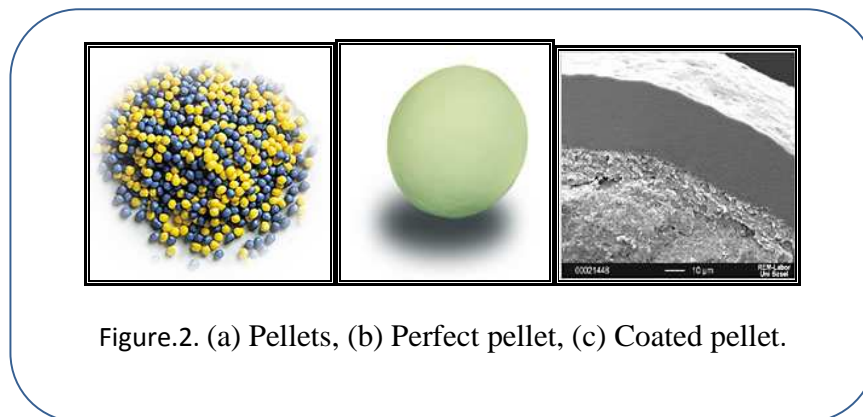 00021448
10 µm
REM-Labor
Uni Basel
Figure.2. (a) Pellets, (b) Perfect pellet, (c) Coated pellet.